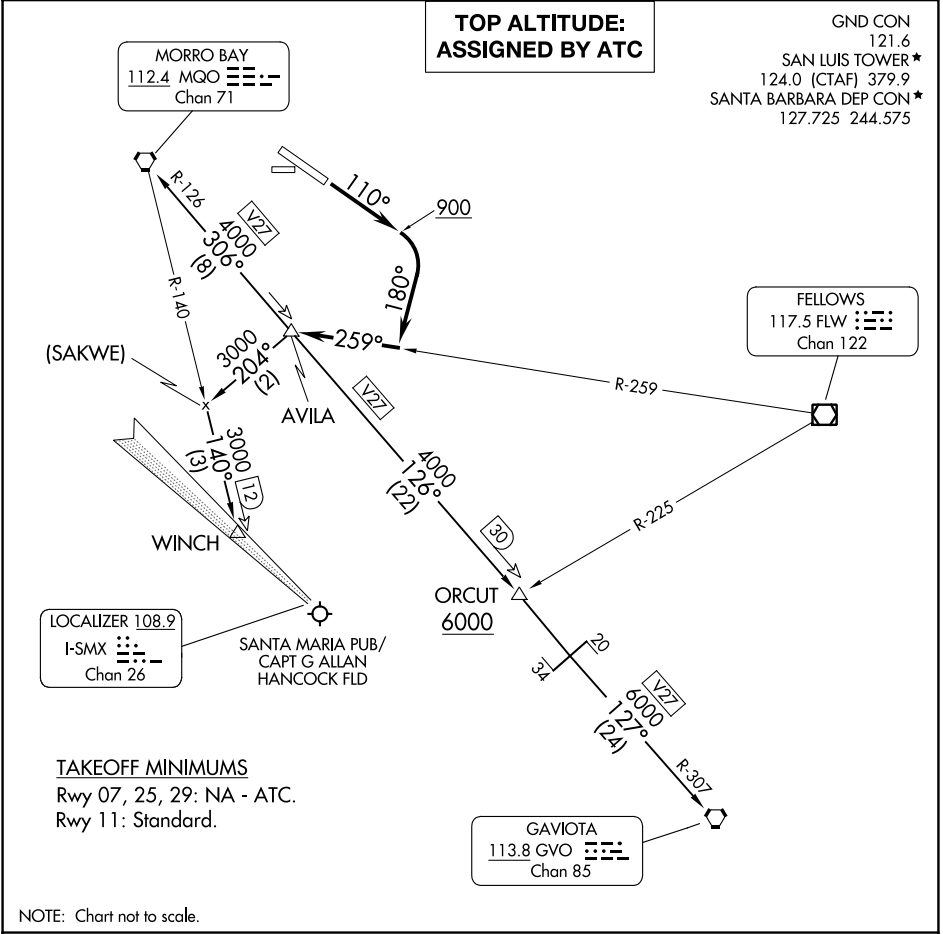 TOP ALTITUDE:
ASSIGNED BY ATC
GND CON
121.6
SAN LUIS TOWER★
124.0 (CTAF) 379.9
SANTA BARBARA DEP CON★
127.725 244.575
MORRO BAY
112.4 MQO
Chan 71
R-126
4000
306°
(8)
V27
110°
900
180°
R-140
FELLOWS
117.5 FLW
Chan 122
259°
R-259
(SAKWE)
3000
204°
(2)
AVILA
V27
3000
140°
(3)
12
WINCH
4000
126°
(22)
R-225
30
ORCUT
6000
LOCALIZER 108.9
I-SMX
Chan 26
SANTA MARIA PUB/
CAPT G ALLAN
HANCOCK FLD
20
34
V27
6000
127°
(24)
R-307
TAKEOFF MINIMUMS
Rwy 07, 25, 29: NA - ATC.
Rwy 11: Standard.
GAVIOTA
113.8 GVO
Chan 85
NOTE: Chart not to scale.